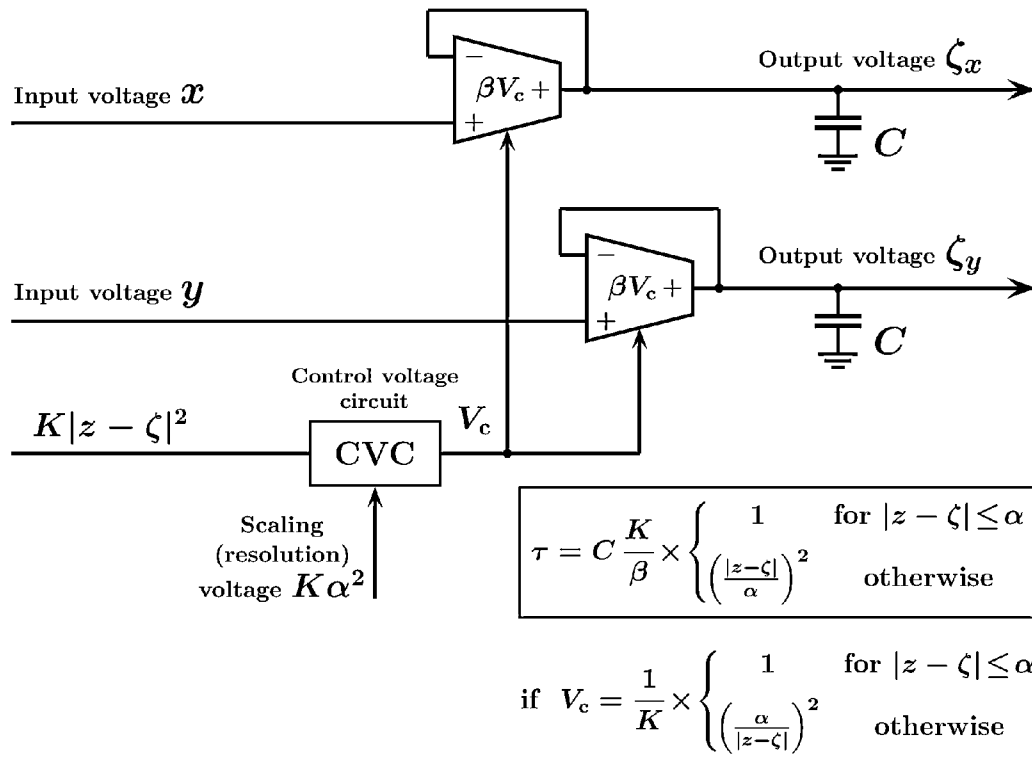 Output voltage ζx
−
βVc +
Input voltage x
+
C
Output voltage ζy
−
βVc +
Input voltage y
+
C
Control voltage
circuit
K|z − ζ|²
Vc
CVC
Scaling
(resolution)
voltage Kα²
τ = C K/β × { 1 for |z−ζ| ≤ α
(|z−ζ|/α)² otherwise
if Vc = 1/K × { 1 for |z−ζ| ≤ α
(α/|z−ζ|)² otherwise